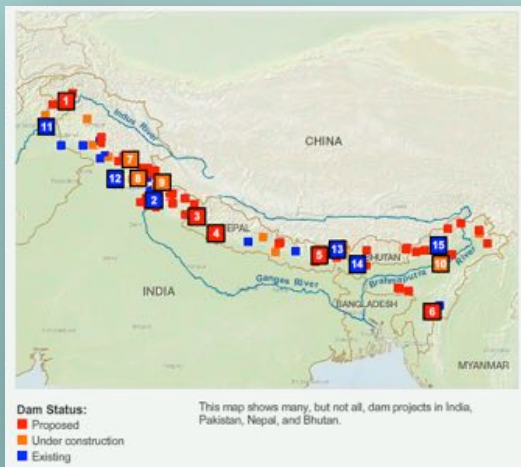 1
11
Indus River
CHINA
7
12
8
9
2
3
NEPAL
4
5
13
BHUTAN
14
15
10
Brahmaputra River
INDIA
Ganges River
BANGLADESH
6
MYANMAR
Dam Status:
Proposed
Under construction
Existing
This map shows many, but not all, dam projects in India,
Pakistan, Nepal, and Bhutan.